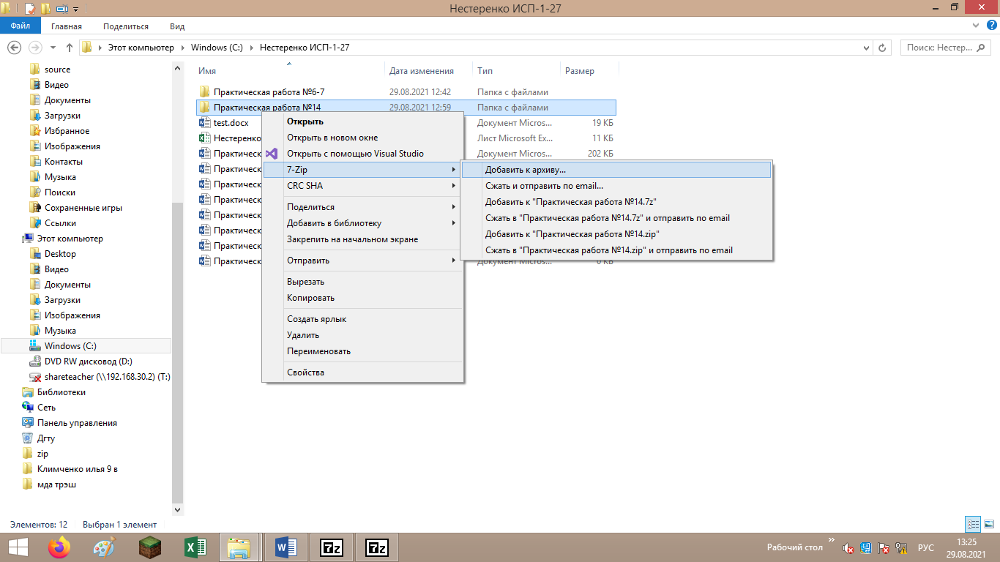 Нестеренко ИСП-1-27
Файл Главная Поделиться Вид
Этот компьютер Windows (C:) Нестеренко ИСП-1-27
Поиск: Нестер...
source
Видео
Документы
Загрузки
Избранное
Изображения
Контакты
Музыка
Поиски
Сохраненные игры
Ссылки
Этот компьютер
Desktop
Видео
Документы
Загрузки
Изображения
Музыка
Windows (C:)
DVD RW дисковод (D:)
shareteacher (\\192.168.30.2) (T:)
Библиотеки
Сеть
Панель управления
Дгту
zip
Климченко илья 9 в
мда трэш
Имя Дата изменения Тип Размер
Практическая работа №6-7 29.08.2021 12:42 Папка с файлами
Практическая работа №14 29.08.2021 12:59 Папка с файлами
test.docx Документ Micros... 19 КБ
Нестеренко Лист Microsoft Ex... 11 КБ
Практическ Документ Micros... 202 КБ
Практическ
Практическ
Практическ
Практическ
Практическ
Практическ
Практическ Документ Micros... 0 КБ
Открыть
Открыть в новом окне
Открыть с помощью Visual Studio
7-Zip
CRC SHA
Поделиться
Добавить в библиотеку
Закрепить на начальном экране
Отправить
Вырезать
Копировать
Создать ярлык
Удалить
Переименовать
Свойства
Добавить к архиву...
Сжать и отправить по email...
Добавить к "Практическая работа №14.7z"
Сжать в "Практическая работа №14.7z" и отправить по email
Добавить к "Практическая работа №14.zip"
Сжать в "Практическая работа №14.zip" и отправить по email
Элементов: 12 Выбран 1 элемент
7z 7z
Рабочий стол » РУС
13:25
29.08.2021